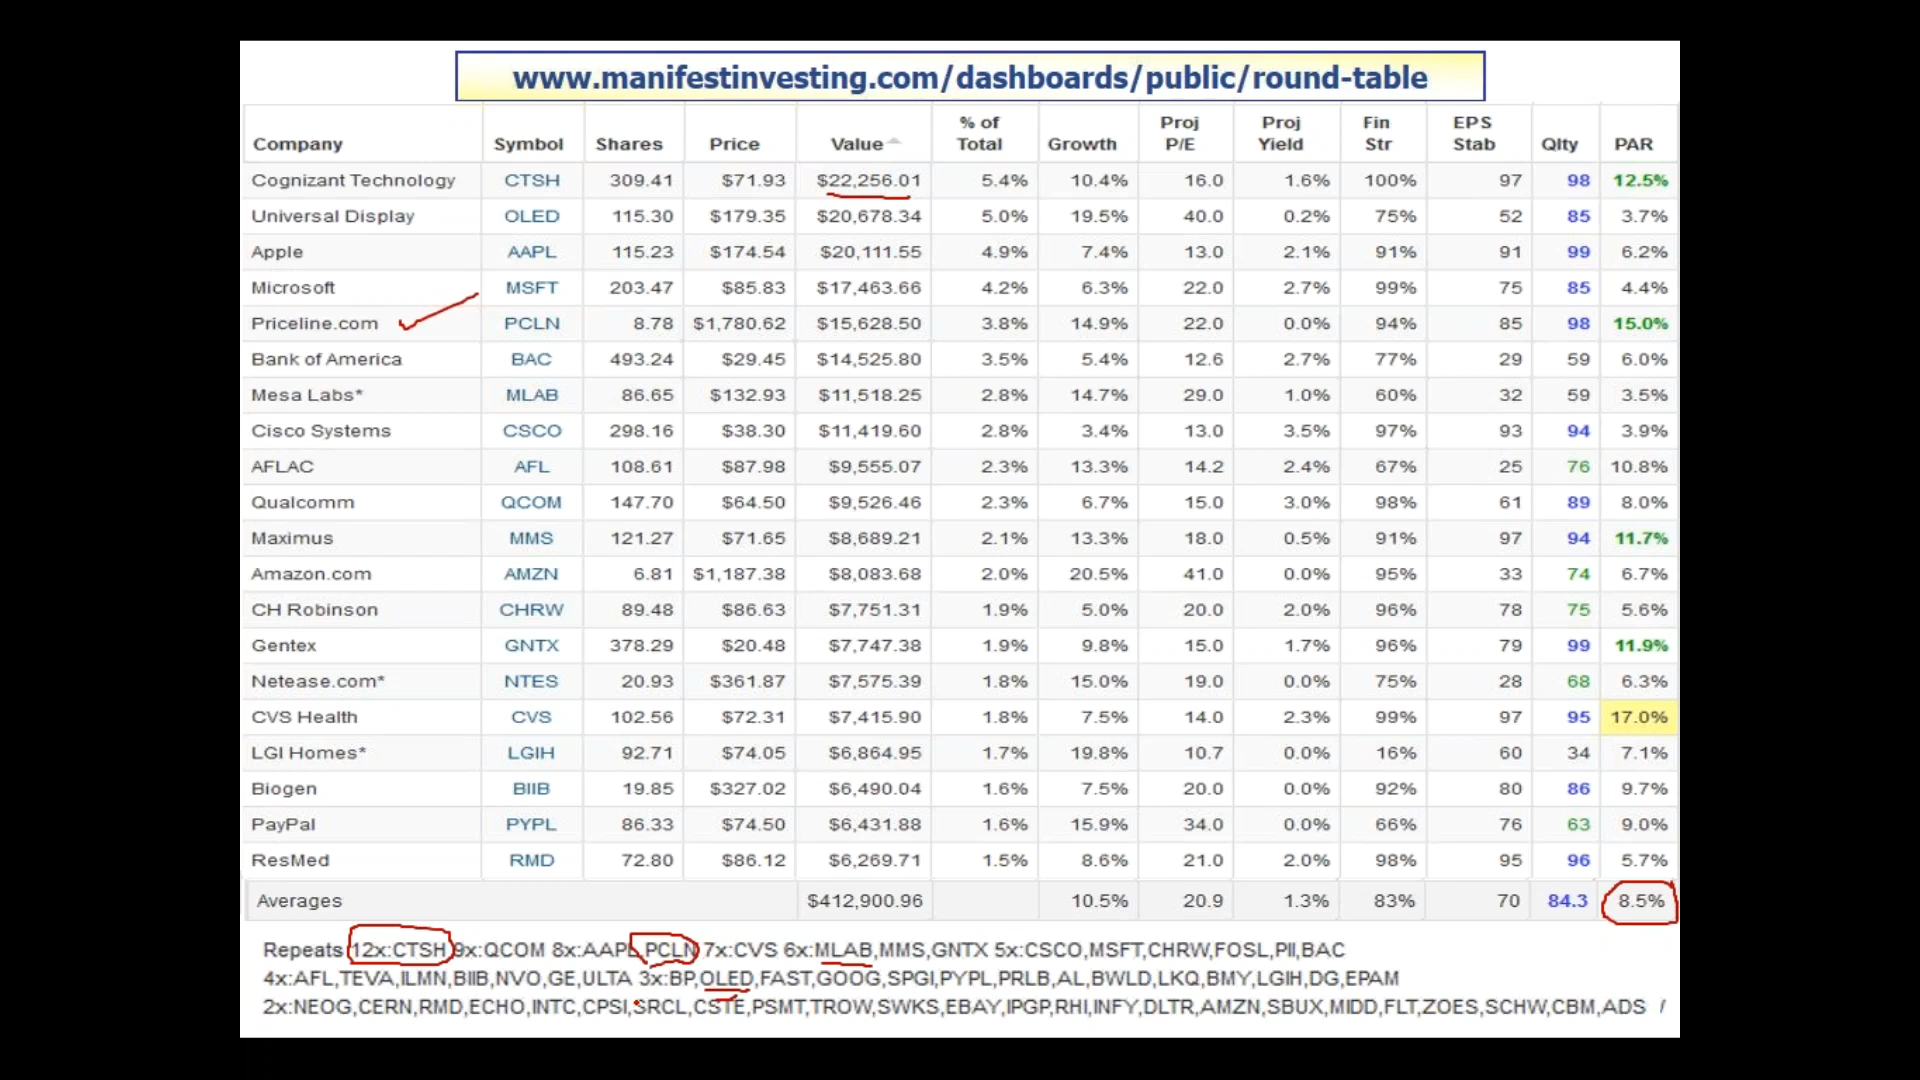 www.manifestinvesting.com/dashboards/public/round-table
Company Symbol Shares Price Value % of Total Growth Proj P/E Proj Yield Fin Str EPS Stab Qlty PAR
Cognizant Technology CTSH 309.41 $71.93 $22,256.01 5.4% 10.4% 16.0 1.6% 100% 97 98 12.5%
Universal Display OLED 115.30 $179.35 $20,678.34 5.0% 19.5% 40.0 0.2% 75% 52 85 3.7%
Apple AAPL 115.23 $174.54 $20,111.55 4.9% 7.4% 13.0 2.1% 91% 91 99 6.2%
Microsoft MSFT 203.47 $85.83 $17,463.66 4.2% 6.3% 22.0 2.7% 99% 75 85 4.4%
Priceline.com PCLN 8.78 $1,780.62 $15,628.50 3.8% 14.9% 22.0 0.0% 94% 85 98 15.0%
Bank of America BAC 493.24 $29.45 $14,525.80 3.5% 5.4% 12.6 2.7% 77% 29 59 6.0%
Mesa Labs* MLAB 86.65 $132.93 $11,518.25 2.8% 14.7% 29.0 1.0% 60% 32 59 3.5%
Cisco Systems CSCO 298.16 $38.30 $11,419.60 2.8% 3.4% 13.0 3.5% 97% 93 94 3.9%
AFLAC AFL 108.61 $87.98 $9,555.07 2.3% 13.3% 14.2 2.4% 67% 25 76 10.8%
Qualcomm QCOM 147.70 $64.50 $9,526.46 2.3% 6.7% 15.0 3.0% 98% 61 89 8.0%
Maximus MMS 121.27 $71.65 $8,689.21 2.1% 13.3% 18.0 0.5% 91% 97 94 11.7%
Amazon.com AMZN 6.81 $1,187.38 $8,083.68 2.0% 20.5% 41.0 0.0% 95% 33 74 6.7%
CH Robinson CHRW 89.48 $86.63 $7,751.31 1.9% 5.0% 20.0 2.0% 96% 78 75 5.6%
Gentex GNTX 378.29 $20.48 $7,747.38 1.9% 9.8% 15.0 1.7% 96% 79 99 11.9%
Netease.com* NTES 20.93 $361.87 $7,575.39 1.8% 15.0% 19.0 0.0% 75% 28 68 6.3%
CVS Health CVS 102.56 $72.31 $7,415.90 1.8% 7.5% 14.0 2.3% 99% 97 95 17.0%
LGI Homes* LGIH 92.71 $74.05 $6,864.95 1.7% 19.8% 10.7 0.0% 16% 60 34 7.1%
Biogen BIIB 19.85 $327.02 $6,490.04 1.6% 7.5% 20.0 0.0% 92% 80 86 9.7%
PayPal PYPL 86.33 $74.50 $6,431.88 1.6% 15.9% 34.0 0.0% 66% 76 63 9.0%
ResMed RMD 72.80 $86.12 $6,269.71 1.5% 8.6% 21.0 2.0% 98% 95 96 5.7%
Averages $412,900.96 10.5% 20.9 1.3% 83% 70 84.3 8.5%
Repeats 12x:CTSH 9x:QCOM 8x:AAPL,PCLN 7x:CVS 6x:MLAB,MMS,GNTX 5x:CSCO,MSFT,CHRW,FOSL,PII,BAC
4x:AFL,TEVA,ILMN,BIIB,NVO,GE,ULTA 3x:BP,OLED,FAST,GOOG,SPGI,PYPL,PRLB,AL,BWLD,LKQ,BMY,LGIH,DG,EPAM
2x:NEOG,CERN,RMD,ECHO,INTC,CPSI,SRCL,CSTE,PSMT,TROW,SWKS,EBAY,IPGP,RHI,INFY,DLTR,AMZN,SBUX,MIDD,FLT,ZOES,SCHW,CBM,ADS /